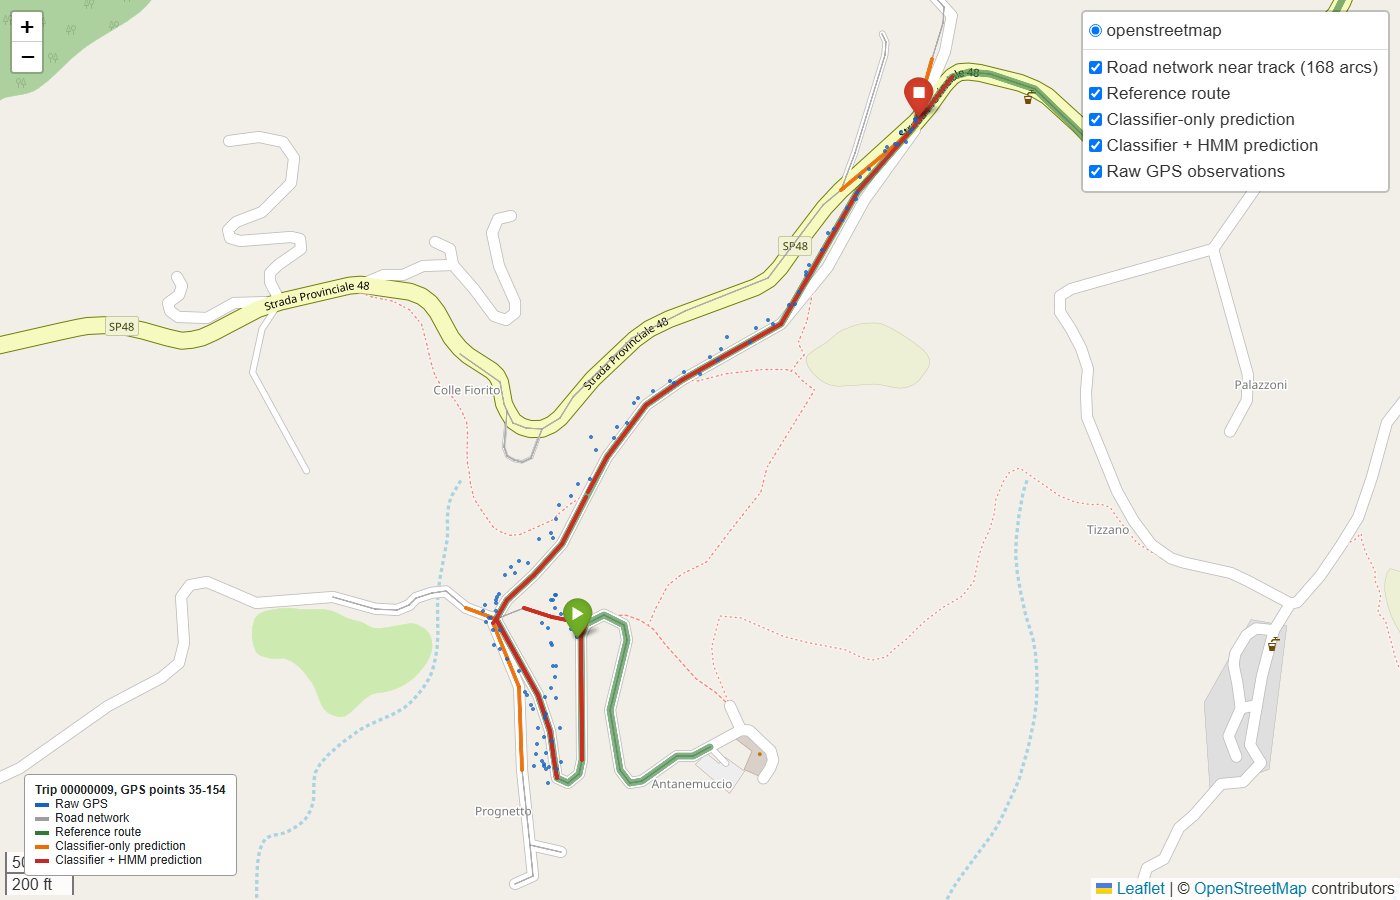 +
−
openstreetmap
Road network near track (168 arcs)
Reference route
Classifier-only prediction
Classifier + HMM prediction
Raw GPS observations
SP48
Strada Provinciale 48
SP48
Strada Provinciale 48
Colle Fiorito
Palazzoni
Tizzano
Antanemuccio
Prognetto
Trip 00000009, GPS points 35-154
Raw GPS
Road network
Reference route
Classifier-only prediction
Classifier + HMM prediction
200 ft
Leaflet | © OpenStreetMap contributors